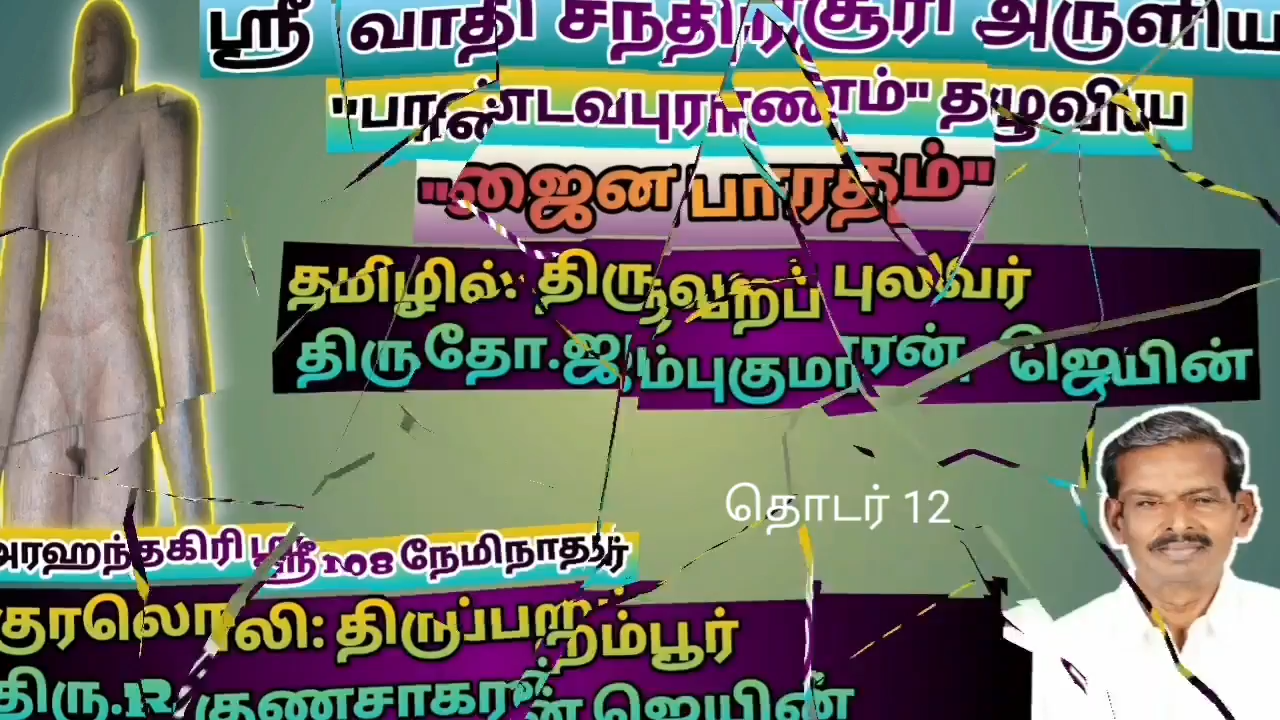 ஸ்ரீ வாதி சந்திரசூரி அருளிய
"பாண்டவபுராணம்" தழுவிய
"ஜைன பாரதம்"
தமிழில்: திருவறப் புலவர்
திரு தோ.ஜம்புகுமாரன் ஜெயின்
தொடர் 12
அரஹந்தகிரி ஸ்ரீ 108 நேமிநாதர்
குரலொலி: திருப்பறம்பூர்
திரு.R. குணசாகரன் ஜெயின்